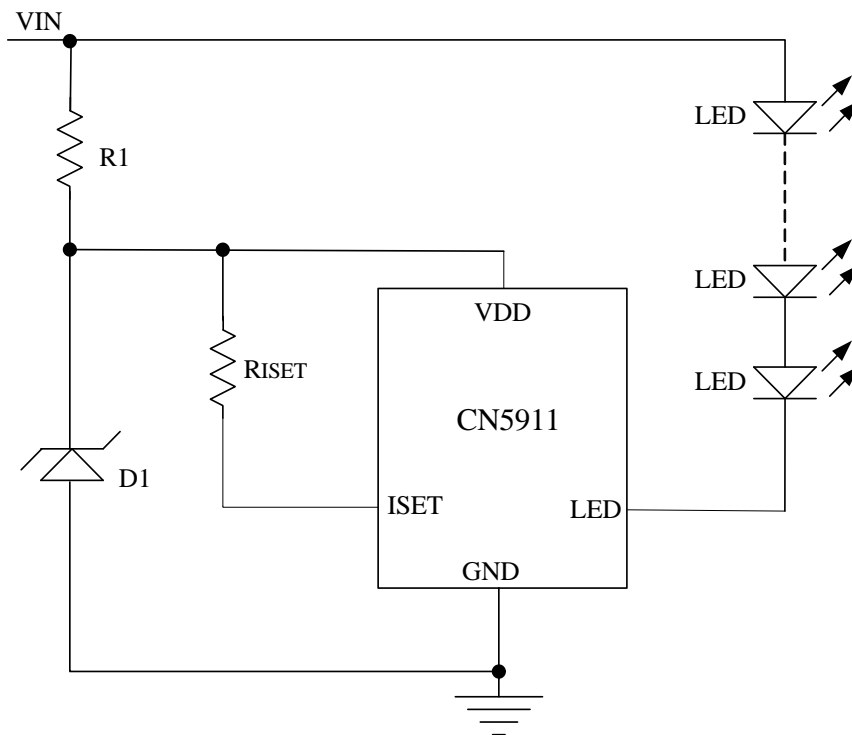 VIN
LED
R1
LED
VDD
RISET
LED
CN5911
D1
ISET
LED
GND